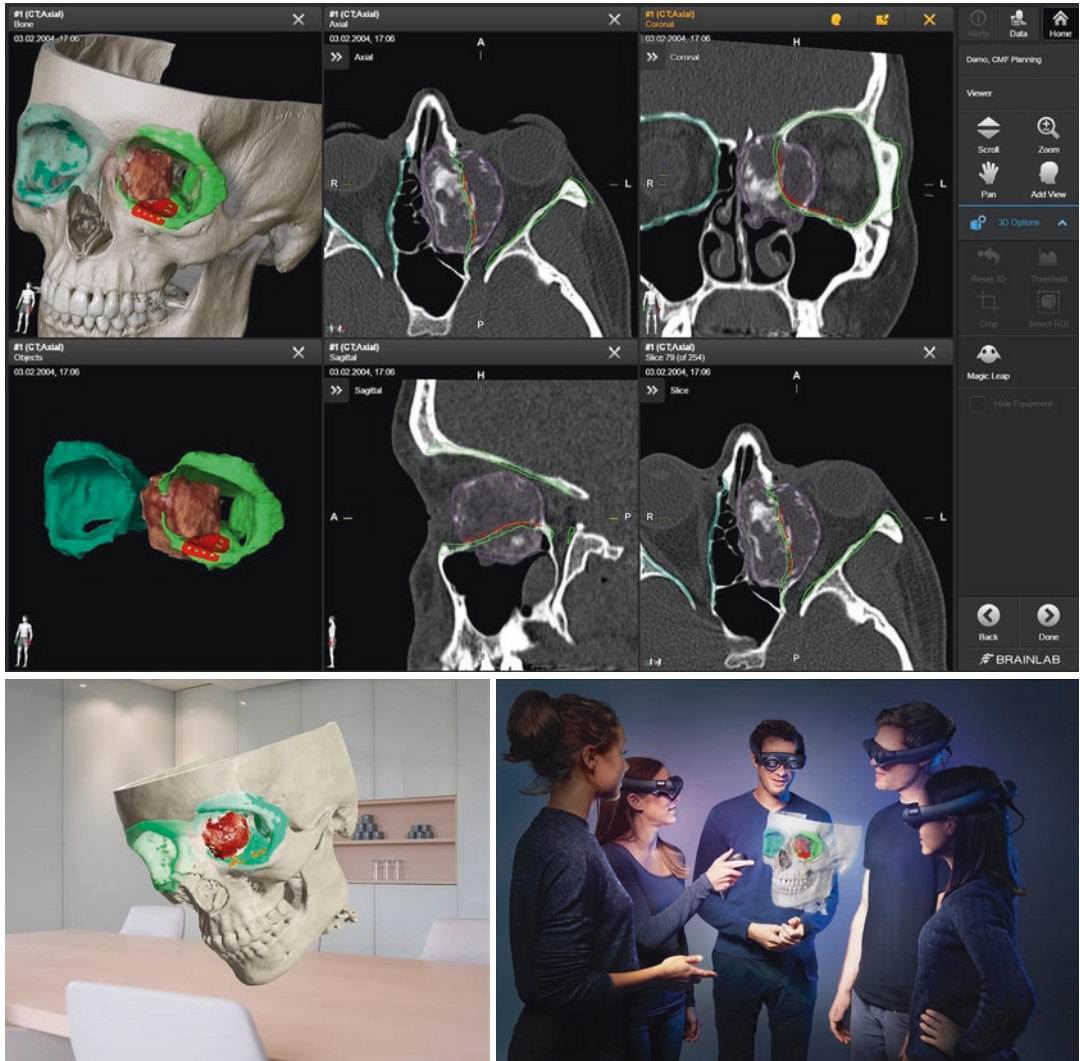 #1 (CT;Axial)
Bone
03.02.2004, 17:06
#1 (CT;Axial)
Axial
03.02.2004, 17:06
Axial
A
R
L
P
#1 (CT;Axial)
Coronal
03.02.2004, 17:06
Coronal
H
R
L
Alerts
Data
Home
Demo, CMF Planning
Viewer
Scroll
Zoom
Pan
Add View
3D Options
Reset 3D
Threshold
Crop
Select ROI
Magic Leap
Hide Equipment
Back
Done
BRAINLAB
#1 (CT;Axial)
Objects
03.02.2004, 17:06
#1 (CT;Axial)
Sagittal
03.02.2004, 17:06
Sagittal
H
A
P
#1 (CT;Axial)
Slice 79 (of 254)
03.02.2004, 17:06
Slice
A
R
L
P